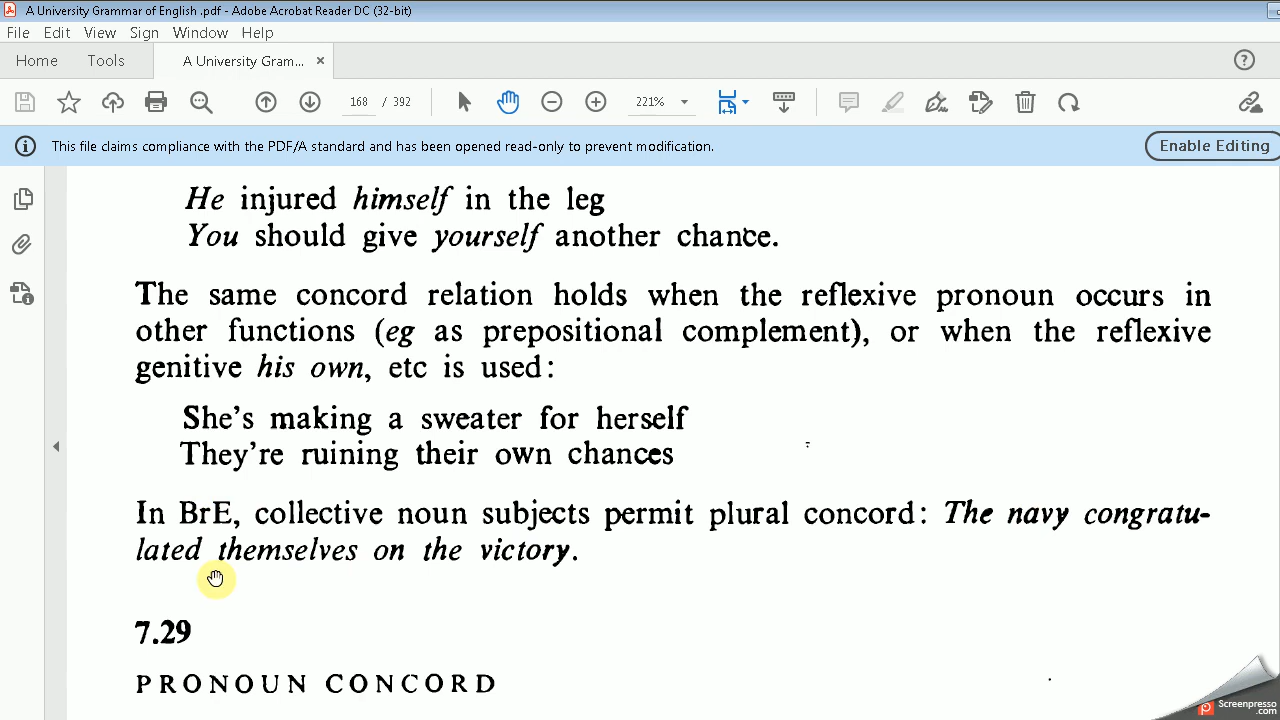 A University Grammar of English .pdf - Adobe Acrobat Reader DC (32-bit)
File Edit View Sign Window Help
Home Tools A University Gram... ×
168 / 392 221%
This file claims compliance with the PDF/A standard and has been opened read-only to prevent modification. Enable Editing
He injured himself in the leg
You should give yourself another chance.
The same concord relation holds when the reflexive pronoun occurs in
other functions (eg as prepositional complement), or when the reflexive
genitive his own, etc is used:
She's making a sweater for herself
They're ruining their own chances
In BrE, collective noun subjects permit plural concord: The navy congratu-
lated themselves on the victory.
7.29
PRONOUN CONCORD
Screenpresso
.com